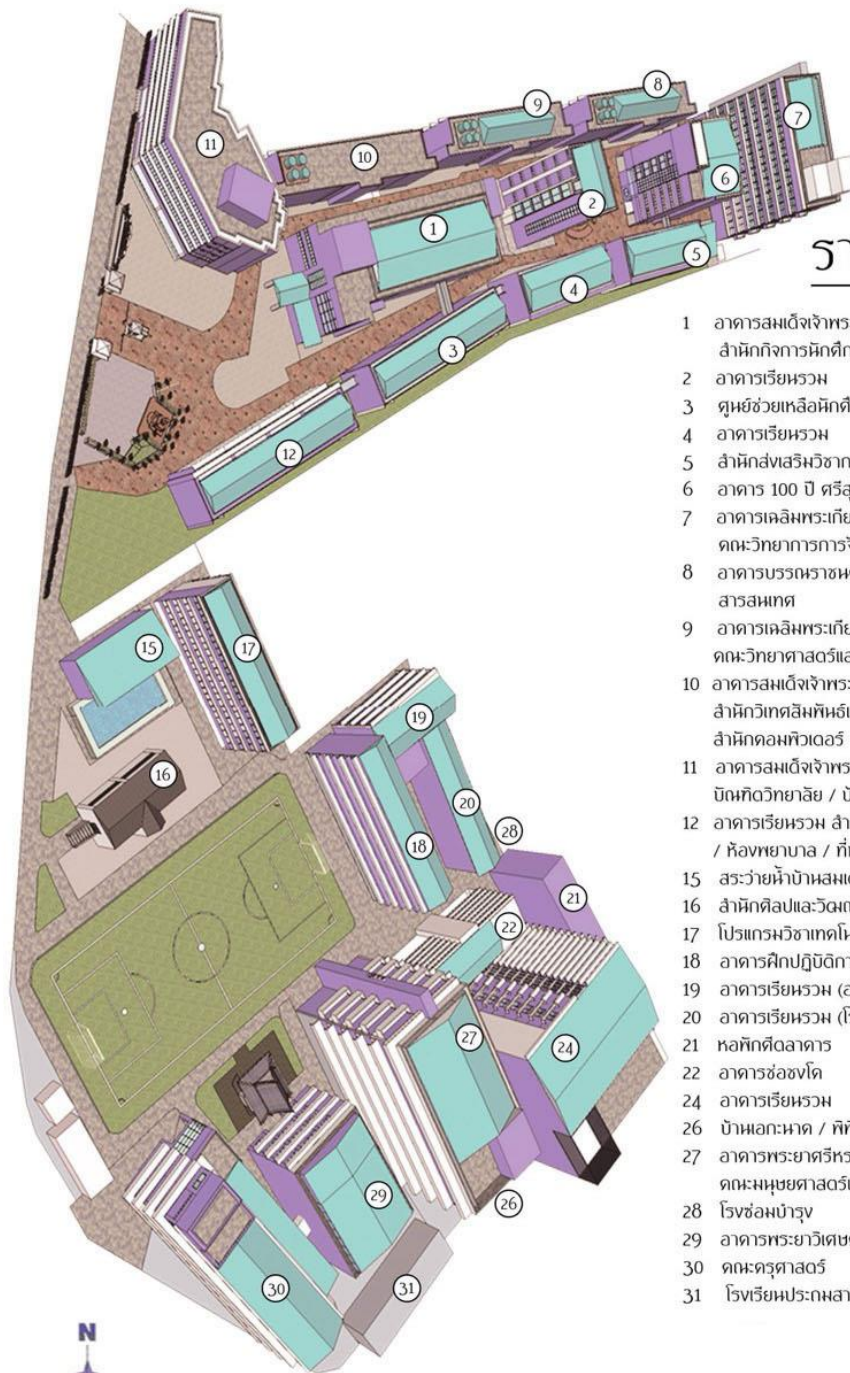 8
9
7
11
10
6
2
1
5
4
3
12
15
17
19
16
20
28
18
21
22
27
24
29
26
30
31
N
รา
1 อาคารสมเด็จเจ้าพระ
สำนักกิจการนักศึก
2 อาคารเรียนรวม
3 ศูนย์ช่วยเหลือนักศึ
4 อาคารเรียนรวม
5 สำนักส่งเสริมวิชาก
6 อาคาร 100 ปี ศรีสุ
7 อาคารเฉลิมพระเกีย
คณะวิทยาการการจั
8 อาคารบรรณราชน
สารสนเทศ
9 อาคารเฉลิมพระเกีย
คณะวิทยาศาสตร์แล
10 อาคารสมเด็จเจ้าพระ
สำนักวิเทศสัมพันธ์แ
สำนักคอมพิวเตอร์
11 อาคารสมเด็จเจ้าพระ
บัณฑิตวิทยาลัย / บ้
12 อาคารเรียนรวม สำ
/ ห้องพยาบาล / ที่
15 สระว่ายน้ำบ้านสมเด
16 สำนักศิลปและวัฒน
17 โปรแกรมวิชาเทคโน
18 อาคารฝึกปฏิบัติกา
19 อาคารเรียนรวม (อ
20 อาคารเรียนรวม (โร
21 หอพักศีตลาคาร
22 อาคารช่อชงโค
24 อาคารเรียนรวม
26 บ้านเอกะนาค / พิพิ
27 อาคารพระยาศรีหร
คณะมนุษยศาสตร์แ
28 โรงซ่อมบำรุง
29 อาคารพระยาวิเศษ
30 คณะครุศาสตร์
31 โรงเรียนประถมสา